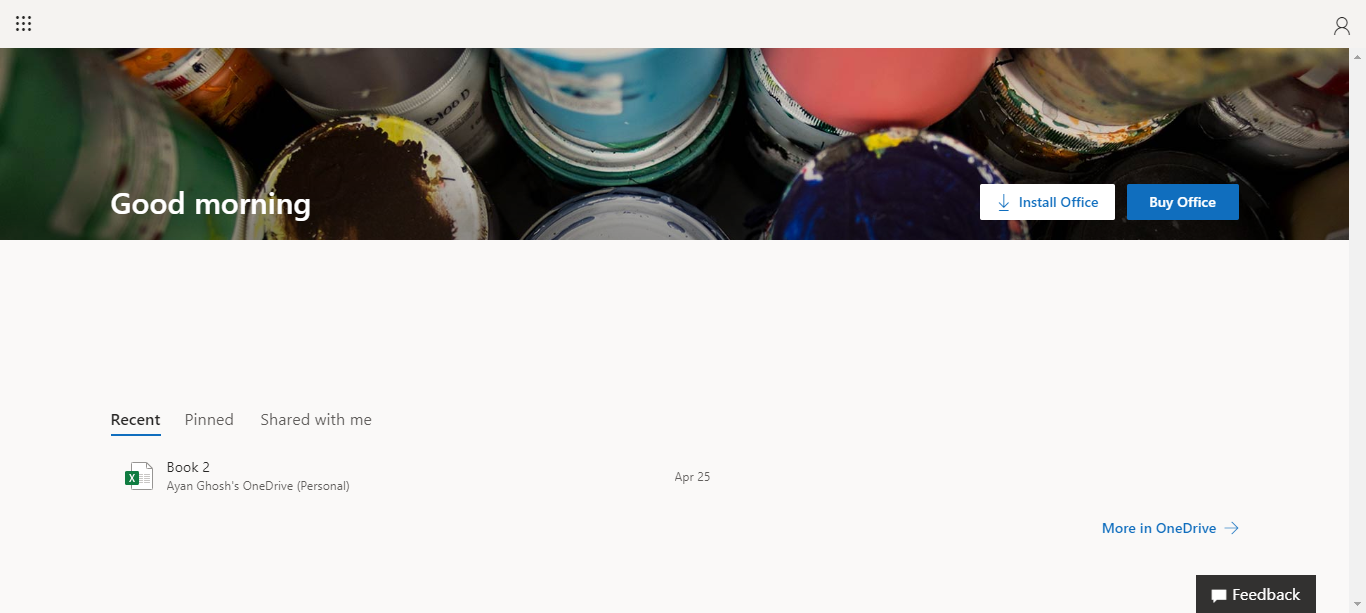 Good morning
Install Office
Buy Office
Recent Pinned Shared with me
Book 2
Ayan Ghosh's OneDrive (Personal)
Apr 25
More in OneDrive
Feedback